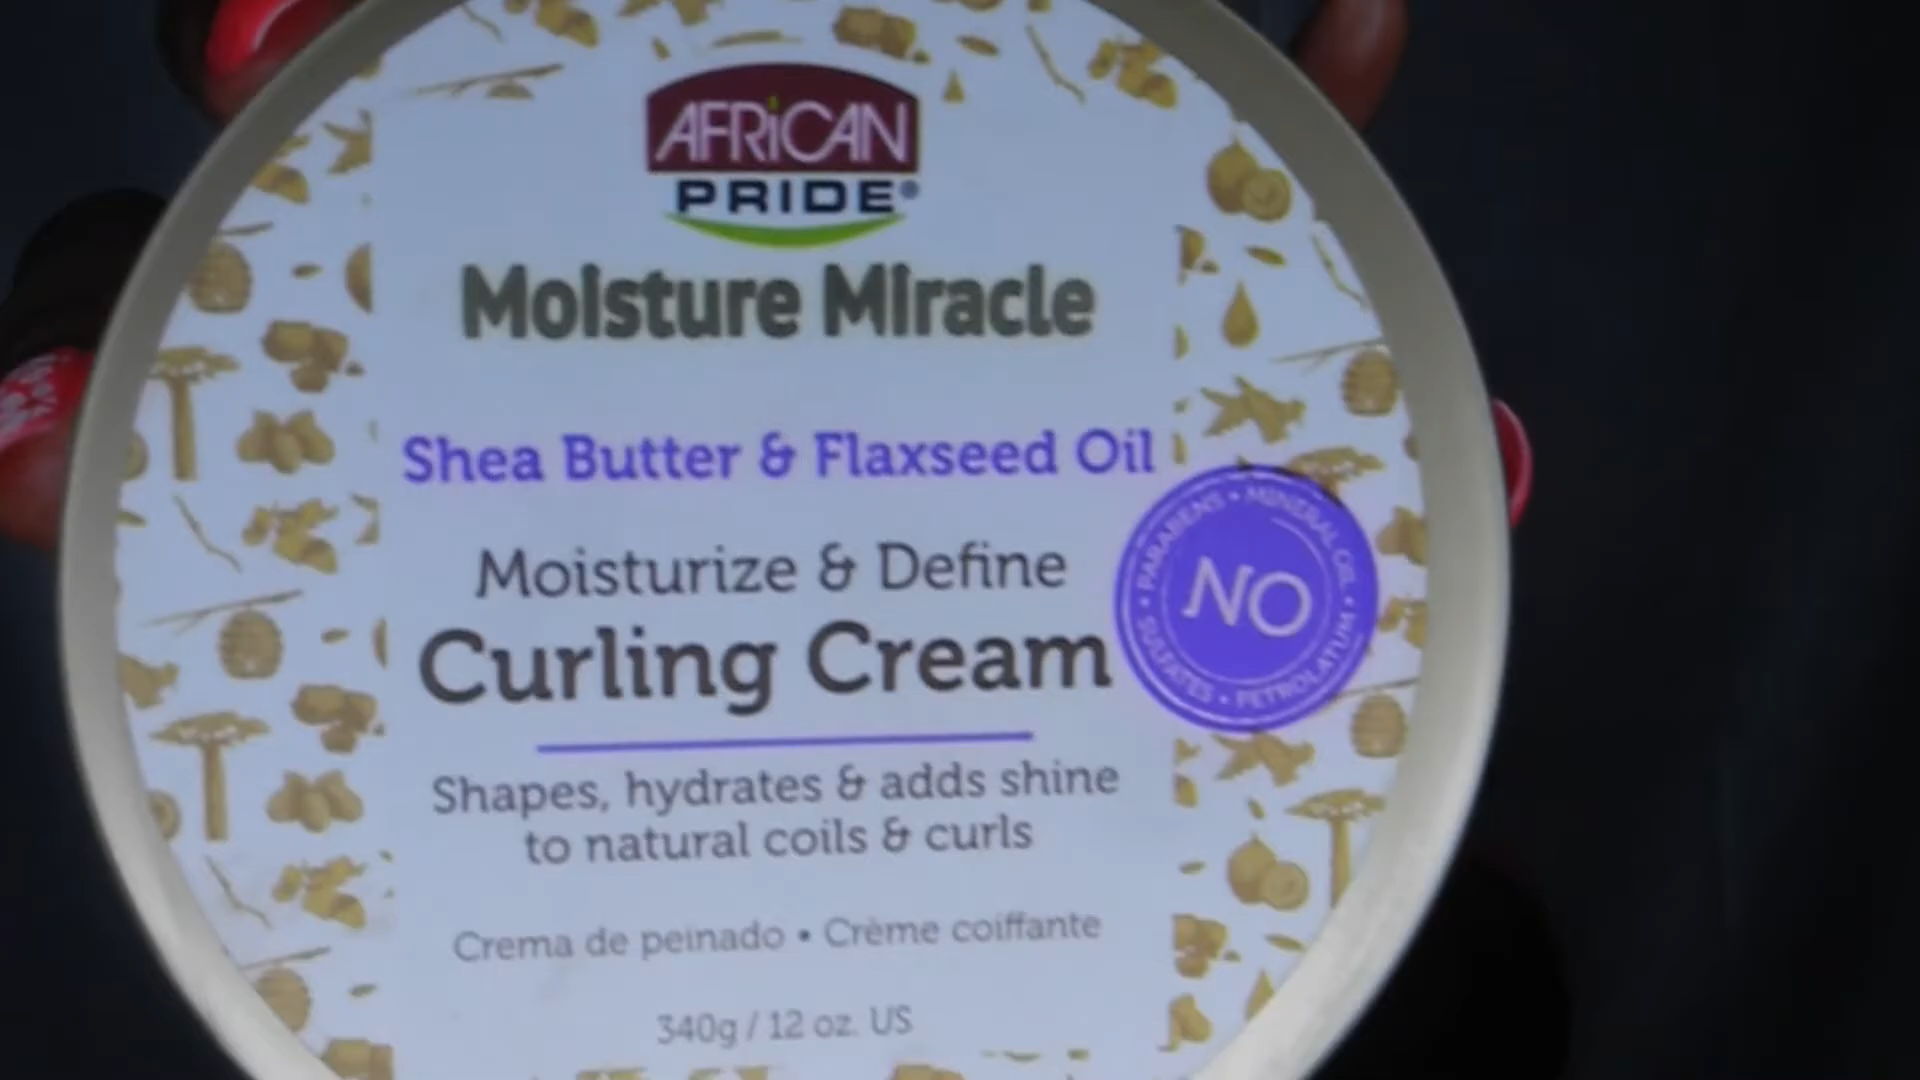 AFRiCAN
PRIDE®
Moisture Miracle
Shea Butter & Flaxseed Oil
Moisturize & Define
Curling Cream
• PARABENS • MINERAL OIL • PETROLATUM • SULFATES
NO
Shapes, hydrates & adds shine
to natural coils & curls
Crema de peinado • Crème coiffante
340g / 12 oz. US